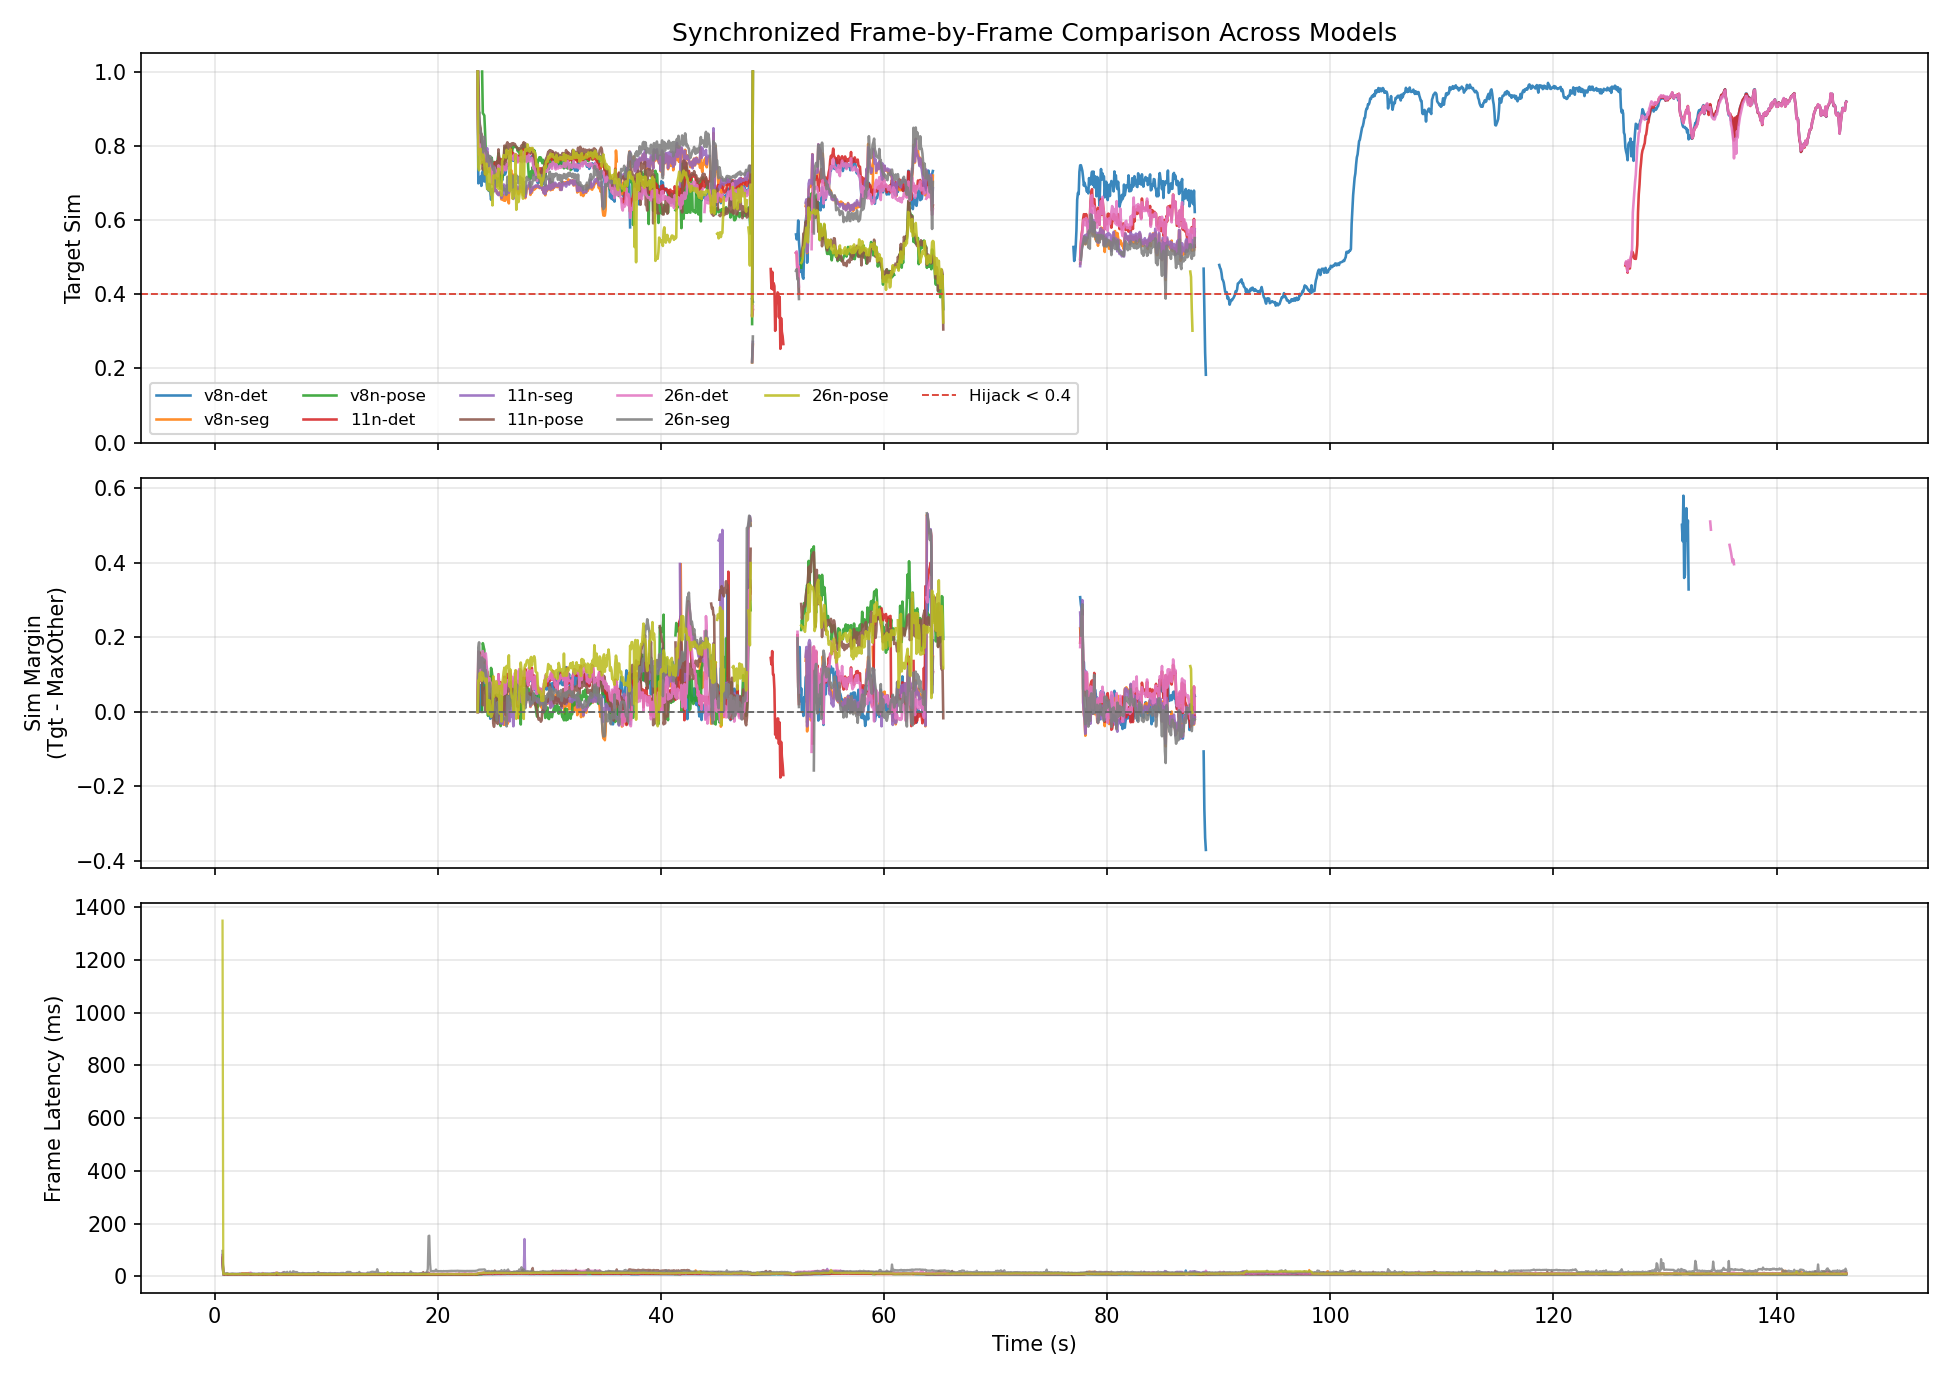 Synchronized Frame-by-Frame Comparison Across Models
Target Sim
1.0
0.8
0.6
0.4
0.2
0.0
v8n-det
v8n-pose
11n-seg
26n-det
26n-pose
Hijack < 0.4
v8n-seg
11n-det
11n-pose
26n-seg
Sim Margin
(Tgt - MaxOther)
0.6
0.4
0.2
0.0
−0.2
−0.4
Frame Latency (ms)
1400
1200
1000
800
600
400
200
0
0 20 40 60 80 100 120 140
Time (s)